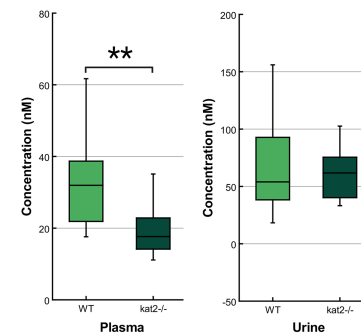 80
60
40
20
0
Concentration (nM)
**
WT
kat2-/-
Plasma
200
150
100
50
0
-50
Concentration (nM)
WT
kat2-/-
Urine